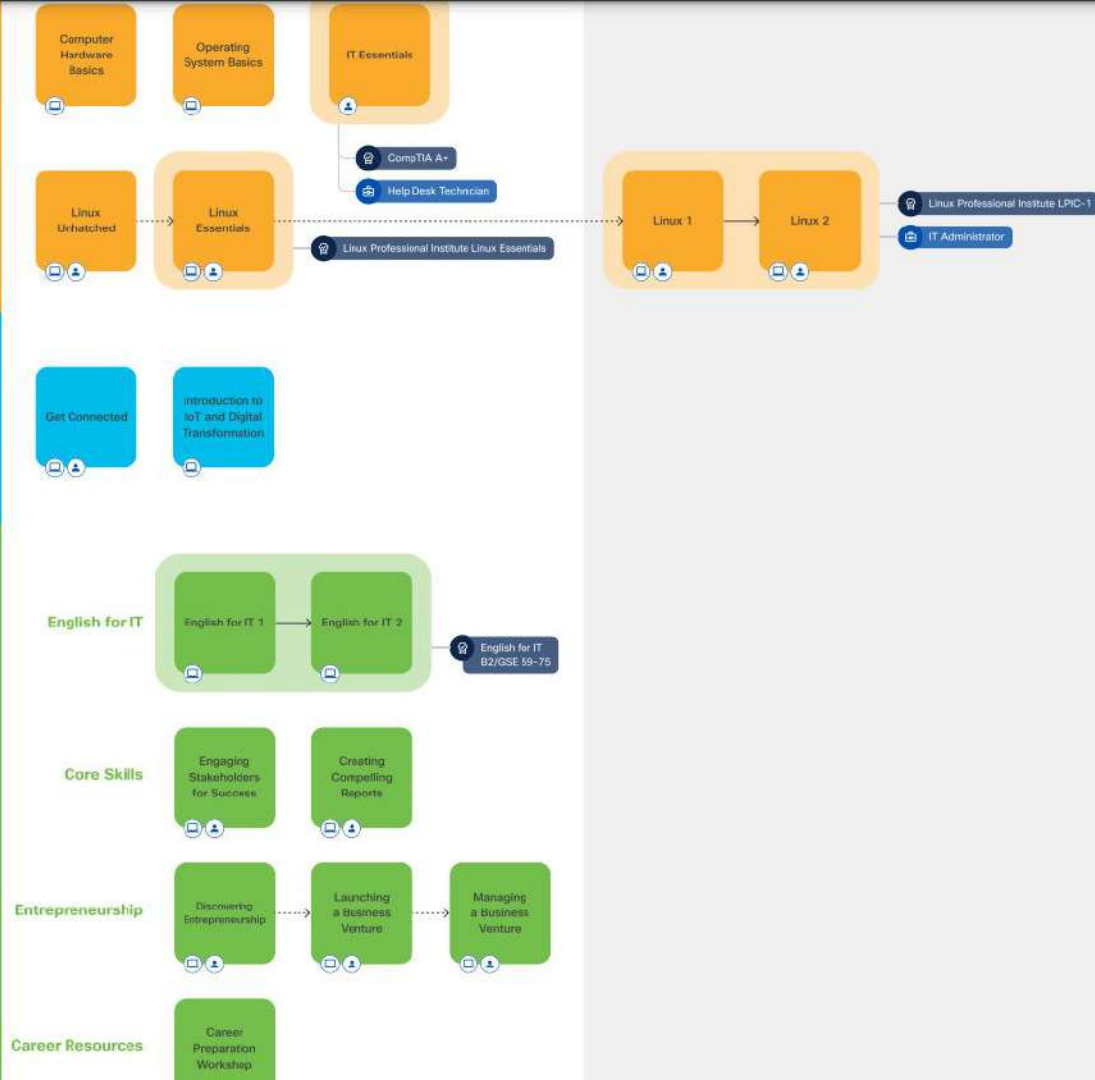 Computer
Hardware
Basics
Operating
System Basics
IT Essentials
CompTIA A+
Help Desk Technician
Linux
Unhatched
Linux
Essentials
Linux Professional Institute Linux Essentials
Linux 1
Linux 2
Linux Professional Institute LPIC-1
IT Administrator
Get Connected
Introduction to
IoT and Digital
Transformation
English for IT
English for IT 1
English for IT 2
English for IT
B2/GSE 59-75
Core Skills
Engaging
Stakeholders
for Success
Creating
Compelling
Reports
Entrepreneurship
Discovering
Entrepreneurship
Launching
a Business
Venture
Managing
a Business
Venture
Career Resources
Career
Preparation
Workshop